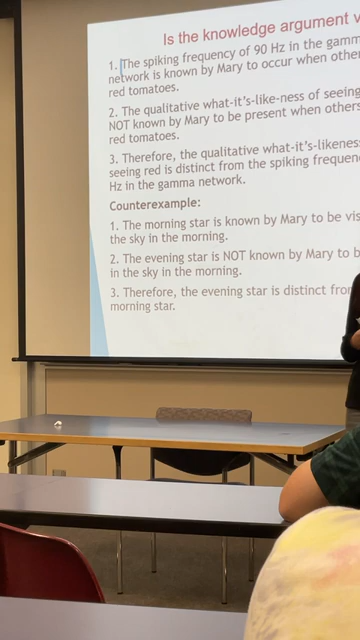 Is the knowledge argument
1. The spiking frequency of 90 Hz in the gamm
network is known by Mary to occur when other
red tomatoes.
2. The qualitative what-it's-like-ness of seeing
NOT known by Mary to be present when others
red tomatoes.
3. Therefore, the qualitative what-it's-likeness
seeing red is distinct from the spiking frequen
Hz in the gamma network.
Counterexample:
1. The morning star is known by Mary to be vis
the sky in the morning.
2. The evening star is NOT known by Mary to b
in the sky in the morning.
3. Therefore, the evening star is distinct from
morning star.